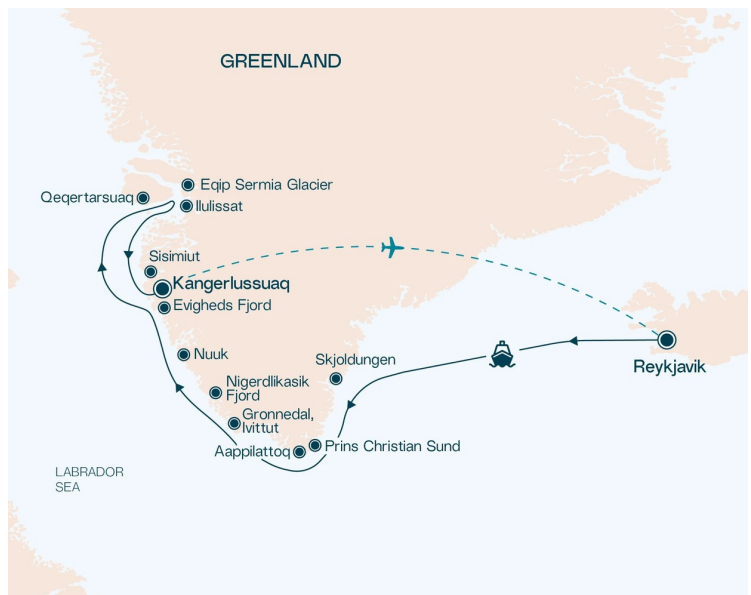 GREENLAND
Eqip Sermia Glacier
Qeqertarsuaq
Ilulissat
Sisimiut
Kangerlussuaq
Evigheds Fjord
Nuuk
Skjoldungen
Reykjavik
Nigerdlikasik
Fjord
Gronnedal,
Ivittut
Aappilattoq
Prins Christian Sund
LABRADOR
SEA